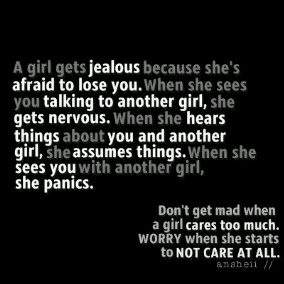 A girl gets jealous because she's
afraid to lose you. When she sees
you talking to another girl, she
gets nervous. When she hears
things about you and another
girl, she assumes things. When she
sees you with another girl,
she panics.
Don't get mad when
a girl cares too much.
WORRY when she starts
to NOT CARE AT ALL.
ansheii //